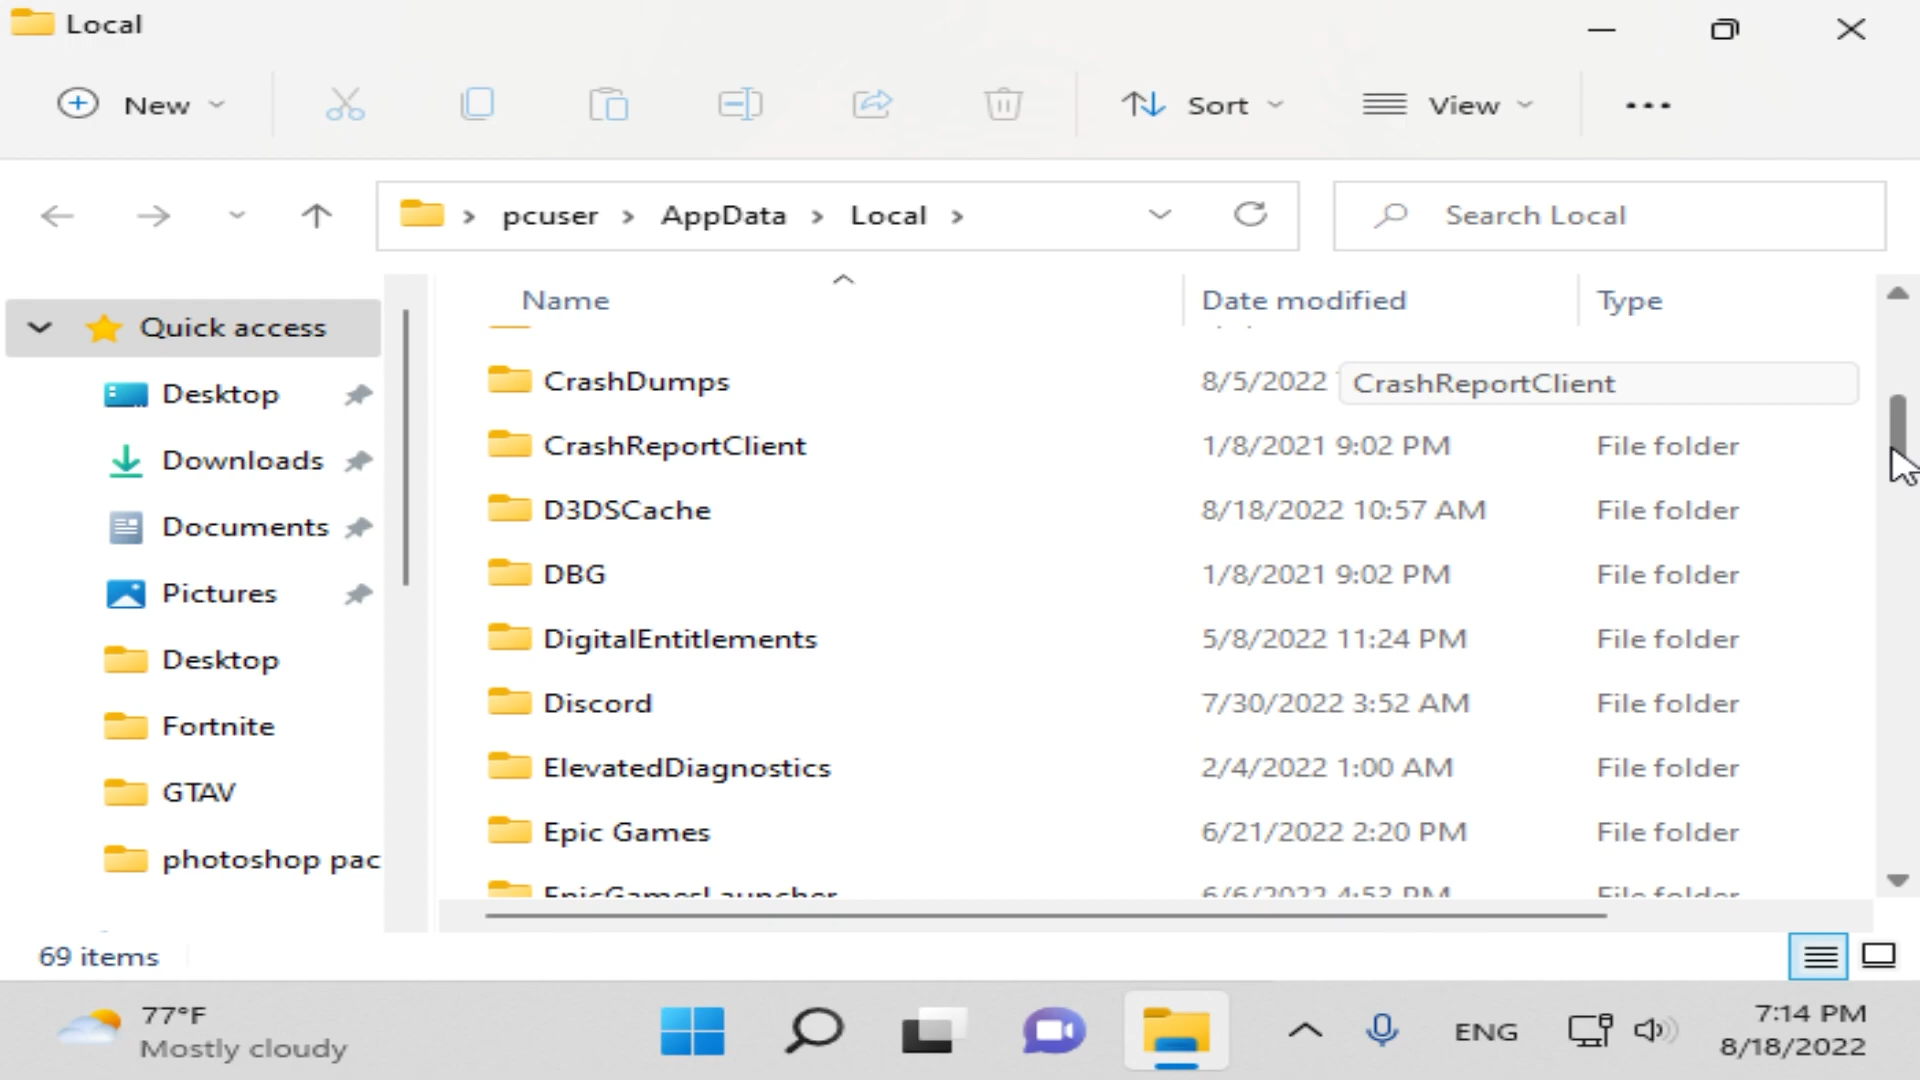 Local
New Sort View
pcuser AppData Local Search Local
Name Date modified Type
Quick access
Desktop
Downloads
Documents
Pictures
Desktop
Fortnite
GTAV
photoshop pac
CrashDumps 8/5/2022 CrashReportClient
CrashReportClient 1/8/2021 9:02 PM File folder
D3DSCache 8/18/2022 10:57 AM File folder
DBG 1/8/2021 9:02 PM File folder
DigitalEntitlements 5/8/2022 11:24 PM File folder
Discord 7/30/2022 3:52 AM File folder
ElevatedDiagnostics 2/4/2022 1:00 AM File folder
Epic Games 6/21/2022 2:20 PM File folder
EpicGamesLauncher 6/6/2022 4:53 PM File folder
69 items
77°F
Mostly cloudy
ENG
7:14 PM
8/18/2022